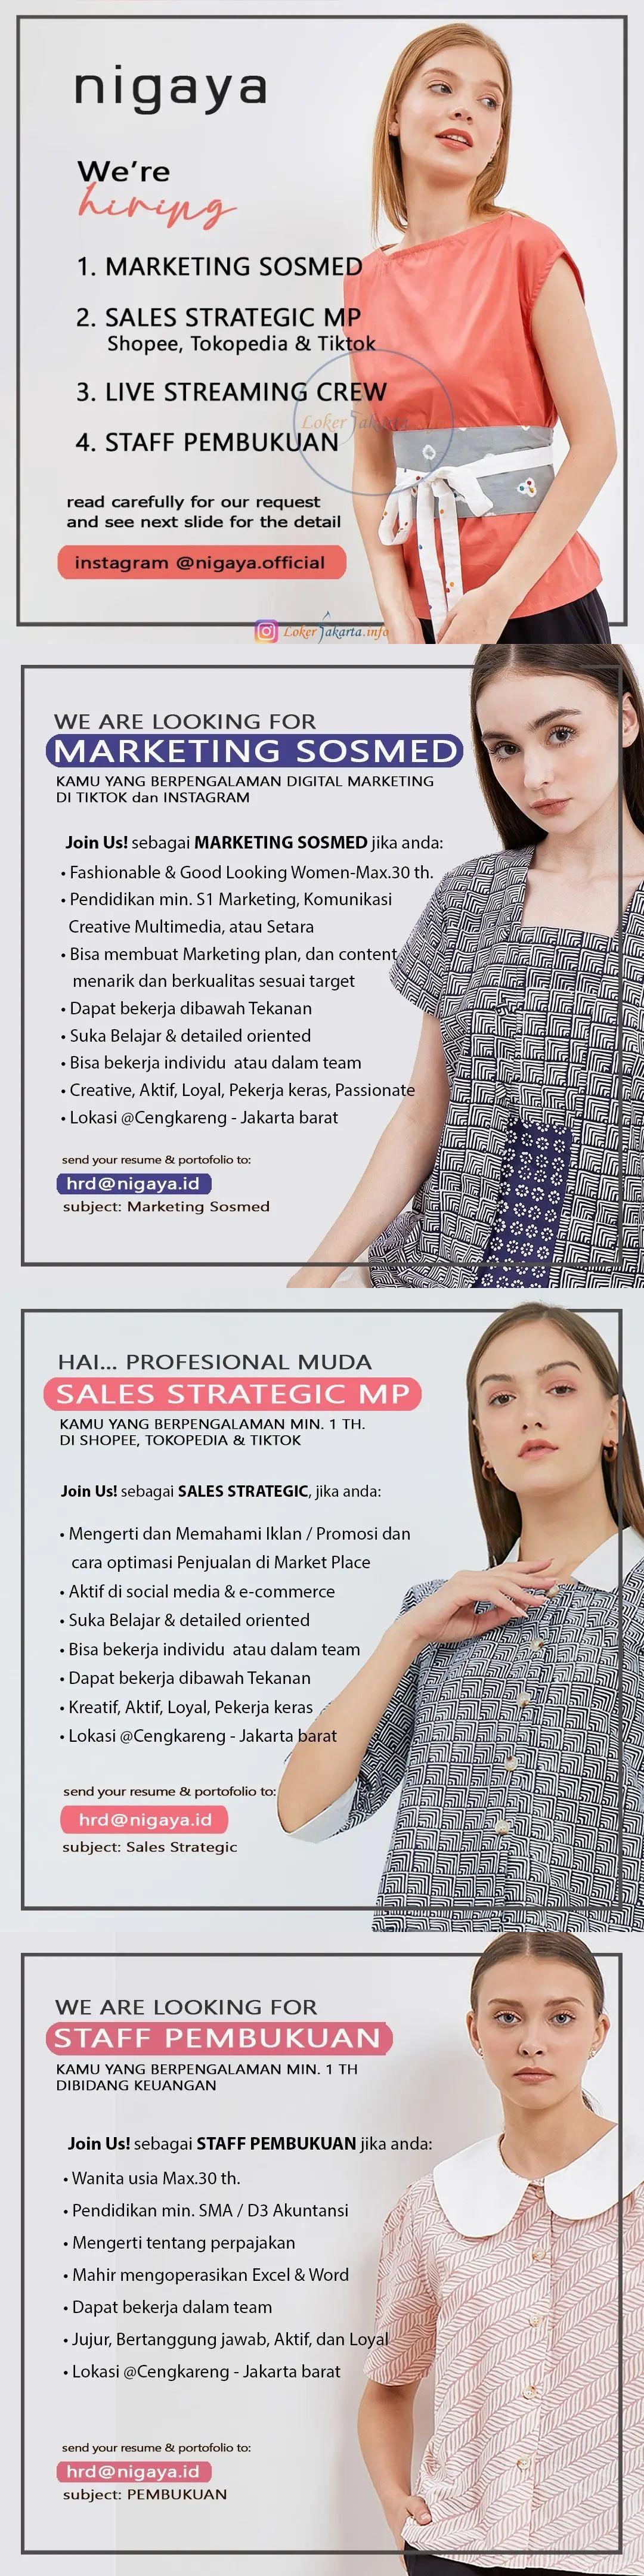 nigaya
We're
hiring
1. MARKETING SOSMED
2. SALES STRATEGIC MP
Shopee, Tokopedia & Tiktok
3. LIVE STREAMING CREW
4. STAFF PEMBUKUAN
Loker Jakarta
read carefully for our request
and see next slide for the detail
instagram @nigaya.official
Loker Jakarta.info
WE ARE LOOKING FOR
MARKETING SOSMED
KAMU YANG BERPENGALAMAN DIGITAL MARKETING
DI TIKTOK dan INSTAGRAM
Join Us! sebagai MARKETING SOSMED jika anda:
• Fashionable & Good Looking Women-Max.30 th.
• Pendidikan min. S1 Marketing, Komunikasi
Creative Multimedia, atau Setara
• Bisa membuat Marketing plan, dan content
menarik dan berkualitas sesuai target
• Dapat bekerja dibawah Tekanan
• Suka Belajar & detailed oriented
• Bisa bekerja individu atau dalam team
• Creative, Aktif, Loyal, Pekerja keras, Passionate
• Lokasi @Cengkareng - Jakarta barat
send your resume & portofolio to:
hrd@nigaya.id
subject: Marketing Sosmed
HAI... PROFESIONAL MUDA
SALES STRATEGIC MP
KAMU YANG BERPENGALAMAN MIN. 1 TH.
DI SHOPEE, TOKOPEDIA & TIKTOK
Join Us! sebagai SALES STRATEGIC, jika anda:
• Mengerti dan Memahami Iklan / Promosi dan
cara optimasi Penjualan di Market Place
• Aktif di social media & e-commerce
• Suka Belajar & detailed oriented
• Bisa bekerja individu atau dalam team
• Dapat bekerja dibawah Tekanan
• Kreatif, Aktif, Loyal, Pekerja keras
• Lokasi @Cengkareng - Jakarta barat
send your resume & portofolio to:
hrd@nigaya.id
subject: Sales Strategic
WE ARE LOOKING FOR
STAFF PEMBUKUAN
KAMU YANG BERPENGALAMAN MIN. 1 TH
DIBIDANG KEUANGAN
Join Us! sebagai STAFF PEMBUKUAN jika anda:
• Wanita usia Max.30 th.
• Pendidikan min. SMA / D3 Akuntansi
• Mengerti tentang perpajakan
• Mahir mengoperasikan Excel & Word
• Dapat bekerja dalam team
• Jujur, Bertanggung jawab, Aktif, dan Loyal
• Lokasi @Cengkareng - Jakarta barat
send your resume & portofolio to:
hrd@nigaya.id
subject: PEMBUKUAN